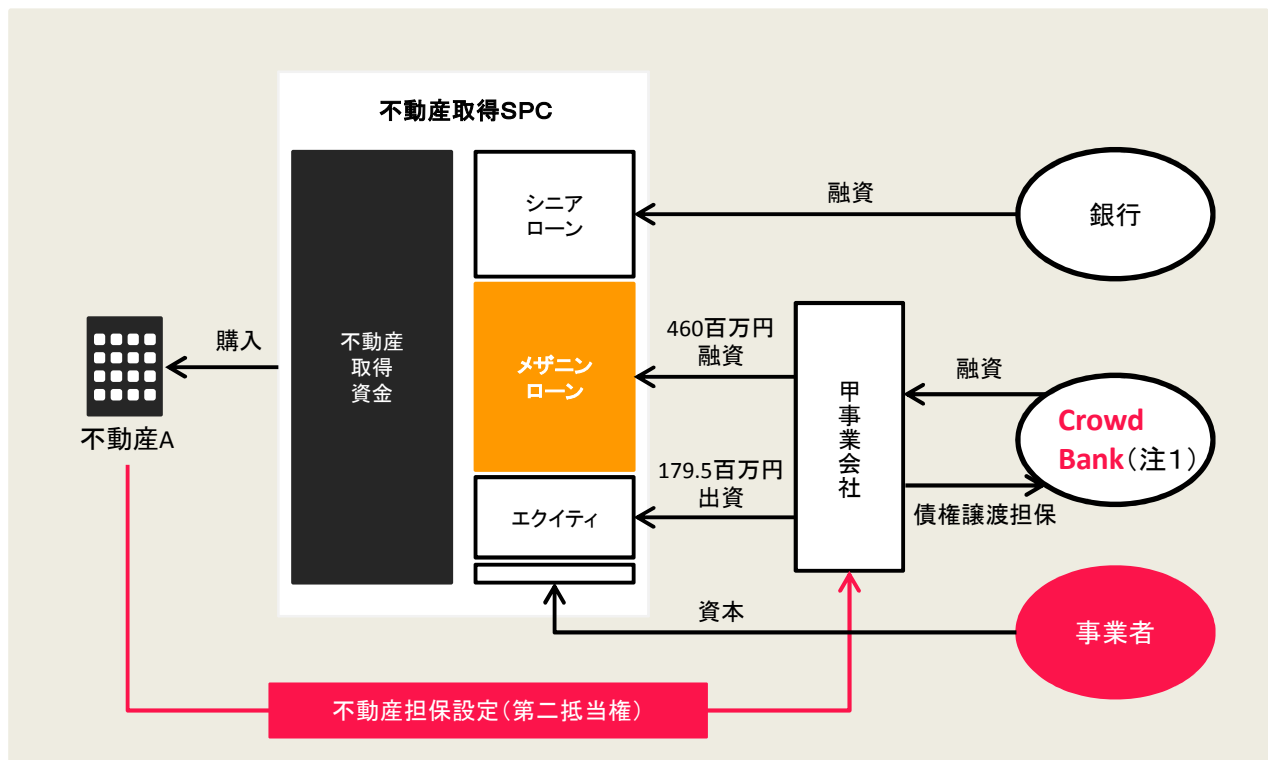 不動産取得SPC
シニア
ローン
融資
銀行
不動産
取得
資金
メザニン
ローン
460百万円
融資
購入
不動産A
甲事業会社
融資
Crowd
Bank(注1)
債権譲渡担保
179.5百万円
出資
エクイティ
資本
事業者
不動産担保設定(第二抵当権)